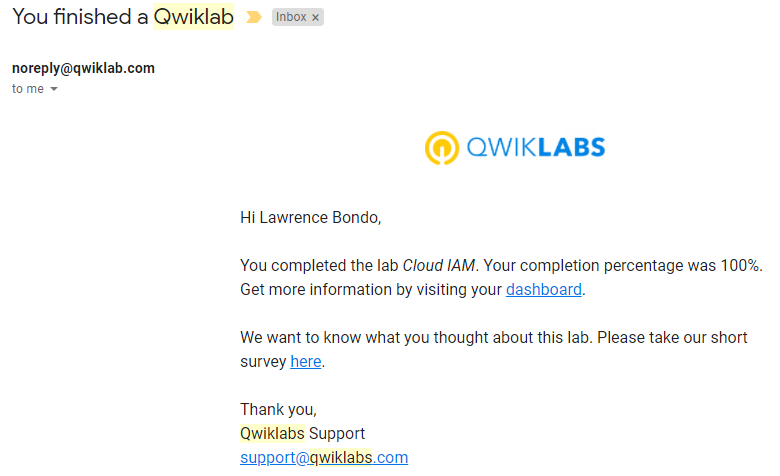 You finished a Qwiklab Inbox ×
noreply@qwiklab.com
to me
QWIKLABS
Hi Lawrence Bondo,
You completed the lab Cloud IAM. Your completion percentage was 100%.
Get more information by visiting your dashboard.
We want to know what you thought about this lab. Please take our short
survey here.
Thank you,
Qwiklabs Support
support@qwiklabs.com